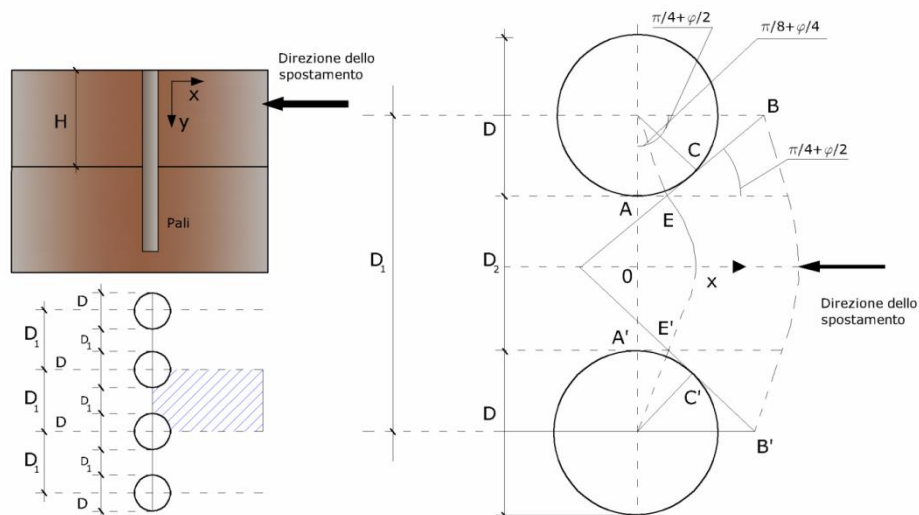 Direzione dello
spostamento
H
x
y
Pali
D
D1
D1
D
D1
D1
D
D1
D1
D
π/4+φ/2
π/8+φ/4
D
B
C
π/4+φ/2
A
E
D1
D2
0
x
Direzione dello
spostamento
A'
E'
C'
D
B'